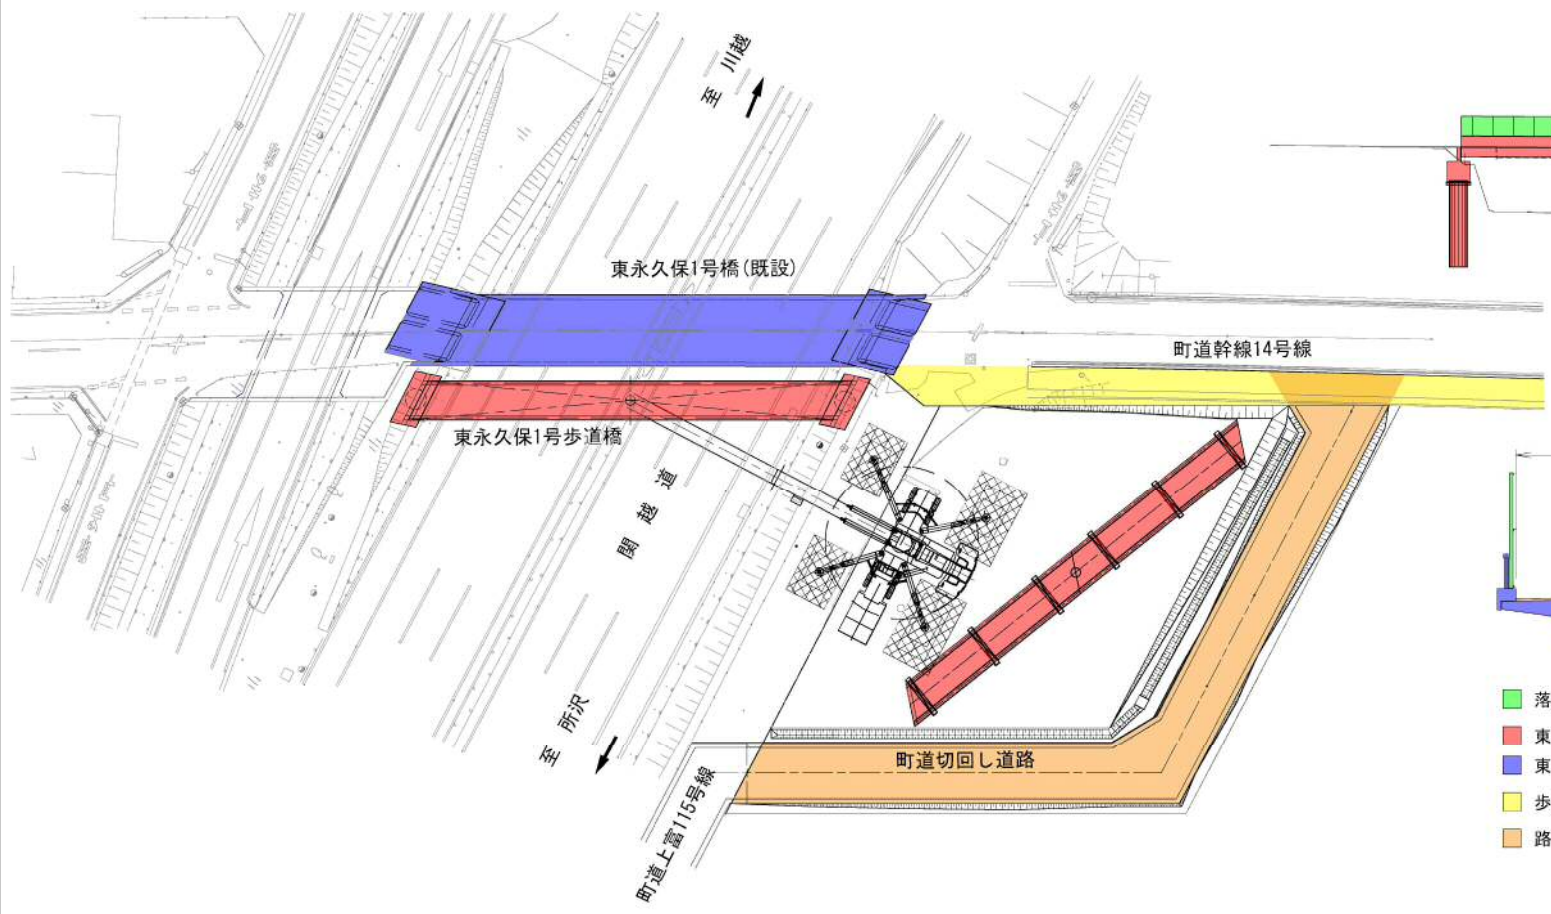 至 川越
東永久保1号橋(既設)
町道幹線14号線
東永久保1号歩道橋
関越道
至 所沢
町道切回し道路
町道上富115号線
落
東
東
歩
路